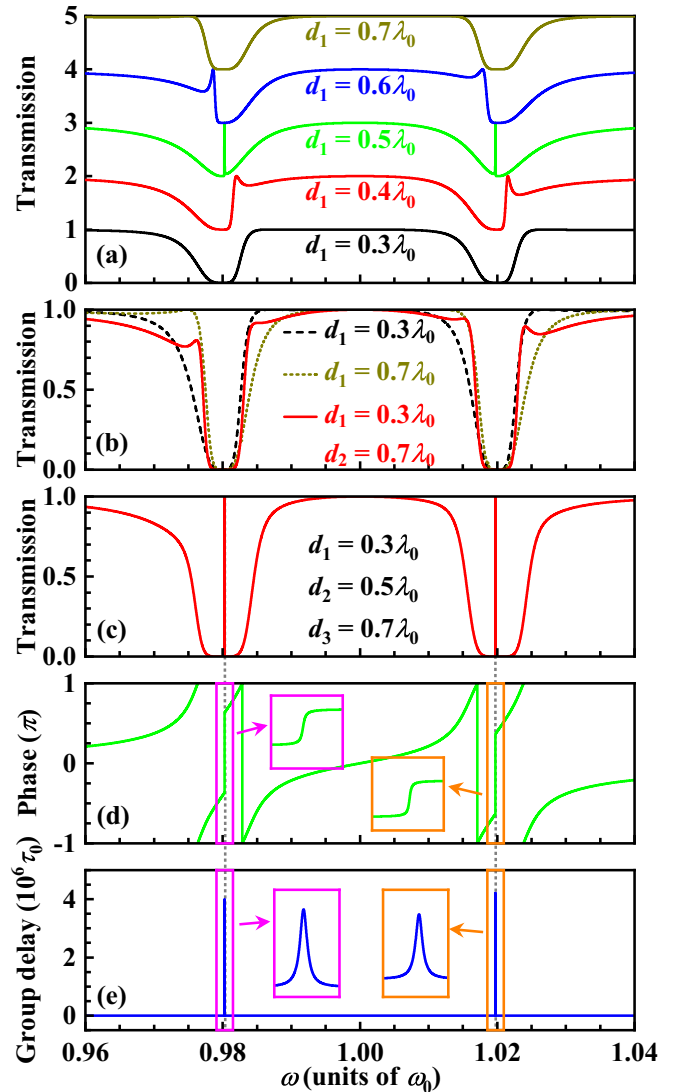 5
d₁ = 0.7λ₀
4
d₁ = 0.6λ₀
3
d₁ = 0.5λ₀
2
d₁ = 0.4λ₀
1
d₁ = 0.3λ₀
0
(a)
Transmission
1.0
d₁ = 0.3λ₀
d₁ = 0.7λ₀
0.5
d₁ = 0.3λ₀
d₂ = 0.7λ₀
0.0
(b)
Transmission
1.0
d₁ = 0.3λ₀
0.5
d₂ = 0.5λ₀
d₃ = 0.7λ₀
0.0
(c)
Transmission
1
0
-1
(d)
Phase (π)
4
2
0
(e)
Group delay (10⁶ τ₀)
0.96 0.98 1.00 1.02 1.04
ω (units of ω₀)